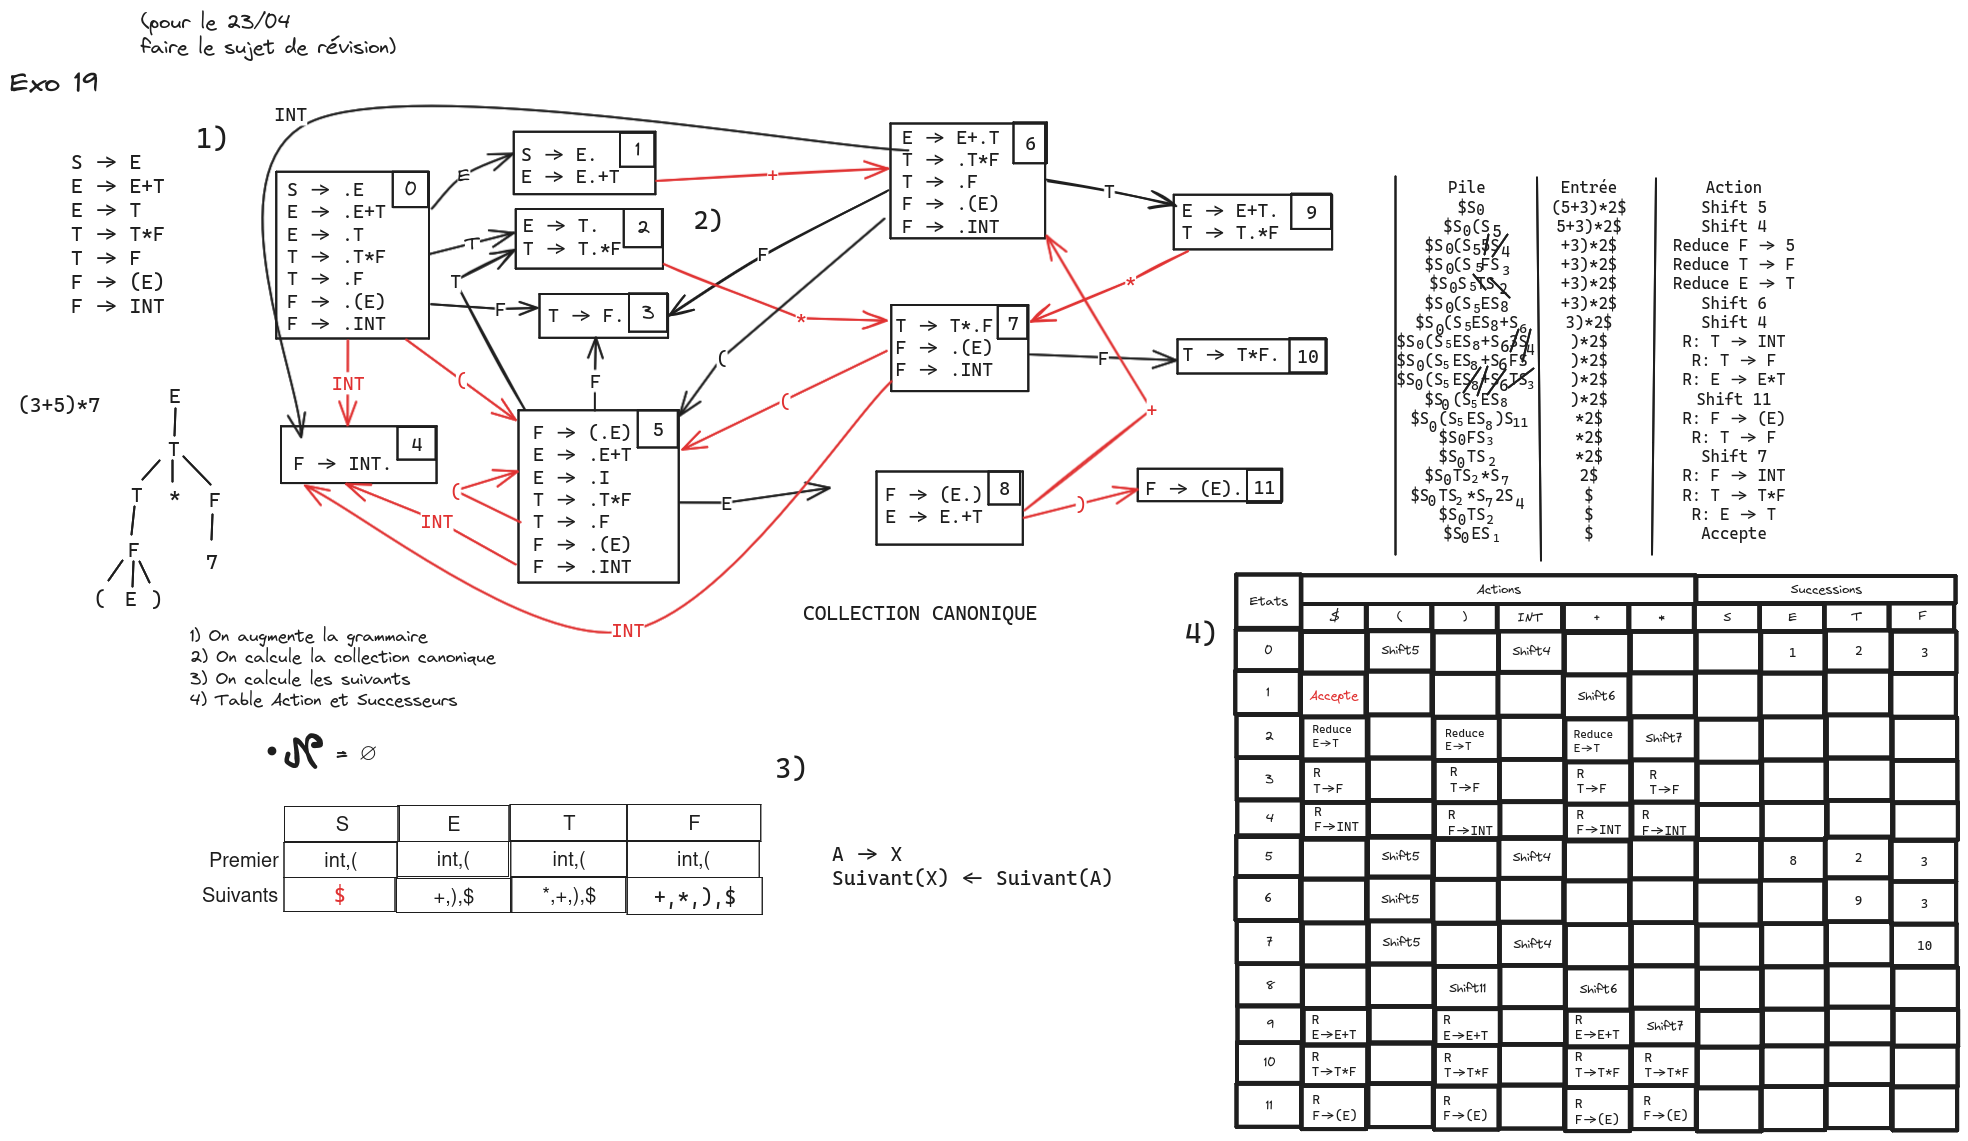 (pour le 23/04
faire le sujet de révision)
Exo 19
1)
S → E
E → E+T
E → T
T → T*F
T → F
F → (E)
F → INT
INT
S → .E
E → .E+T
E → .T
T → .T*F
T → .F
F → .(E)
F → .INT
0
E
S → E.
E → E.+T
1
+
T
E → T.
T → T.*F
2
2)
T
F
T → F.
3
*
F
INT
(
F → INT.
4
F
F → (.E)
E → .E+T
E → .I
T → .T*F
T → .F
F → .(E)
F → .INT
5
(
INT
E
E → E+.T
T → .T*F
T → .F
F → .(E)
F → .INT
6
F
(
T
E → E+T.
T → T.*F
9
*
T → T*.F
F → .(E)
F → .INT
7
(
F
T → T*F.
10
+
F → (E.)
E → E.+T
8
)
F → (E).
11
INT
COLLECTION CANONIQUE
(3+5)*7
E
T
T * F
F 7
( E )
1) On augmente la grammaire
2) On calcule la collection canonique
3) On calcule les suivants
4) Table Action et Successeurs
= ∅
3)
S E T F
Premier int,( int,( int,( int,(
Suivants $ +,),$ *,+,),$ +,*,),$
A → X
Suivant(X) ← Suivant(A)
Pile Entrée Action
$S0 (5+3)*2$ Shift 5
$S0(S5 5+3)*2$ Shift 4
$S0(S55S4 +3)*2$ Reduce F → 5
$S0(S5FS3 +3)*2$ Reduce T → F
$S0S5TS2 +3)*2$ Reduce E → T
$S0(S5ES8 +3)*2$ Shift 6
$S0(S5ES8+S6 3)*2$ Shift 4
$S0(S5ES8+S63S4 )*2$ R: T → INT
$S0(S5ES8+S6FS )*2$ R: T → F
$S0(S5ES8+S6TS3 )*2$ R: E → E*T
$S0(S5ES8 )*2$ Shift 11
$S0(S5ES8)S11 *2$ R: F → (E)
$S0FS3 *2$ R: T → F
$S0TS2 *2$ Shift 7
$S0TS2*S7 2$ R: F → INT
$S0TS2*S72S4 $ R: T → T*F
$S0TS2 $ R: E → T
$S0ES1 $ Accepte
4)
Etats Actions Successions
$ ( ) INT + * S E T F
0 Shift5 Shift4 1 2 3
1 Accepte Shift6
2 Reduce E→T Reduce E→T Reduce E→T Shift7
3 R T→F R T→F R T→F R T→F
4 R F→INT R F→INT R F→INT R F→INT
5 Shift5 Shift4 8 2 3
6 Shift5 9 3
7 Shift5 Shift4 10
8 Shift11 Shift6
9 R E→E+T R E→E+T R E→E+T Shift7
10 R T→T*F R T→T*F R T→T*F R T→T*F
11 R F→(E) R F→(E) R F→(E) R F→(E)